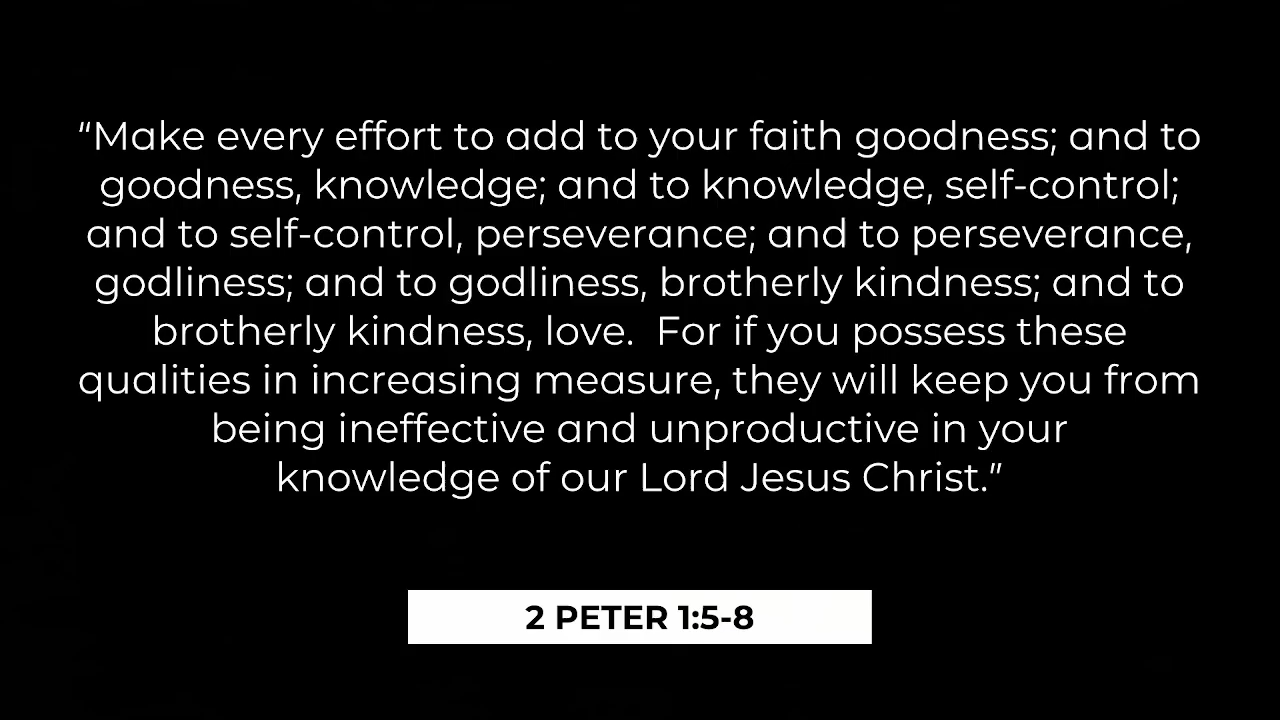 “Make every effort to add to your faith goodness; and to
goodness, knowledge; and to knowledge, self-control;
and to self-control, perseverance; and to perseverance,
godliness; and to godliness, brotherly kindness; and to
brotherly kindness, love.  For if you possess these
qualities in increasing measure, they will keep you from
being ineffective and unproductive in your
knowledge of our Lord Jesus Christ.”
2 PETER 1:5-8